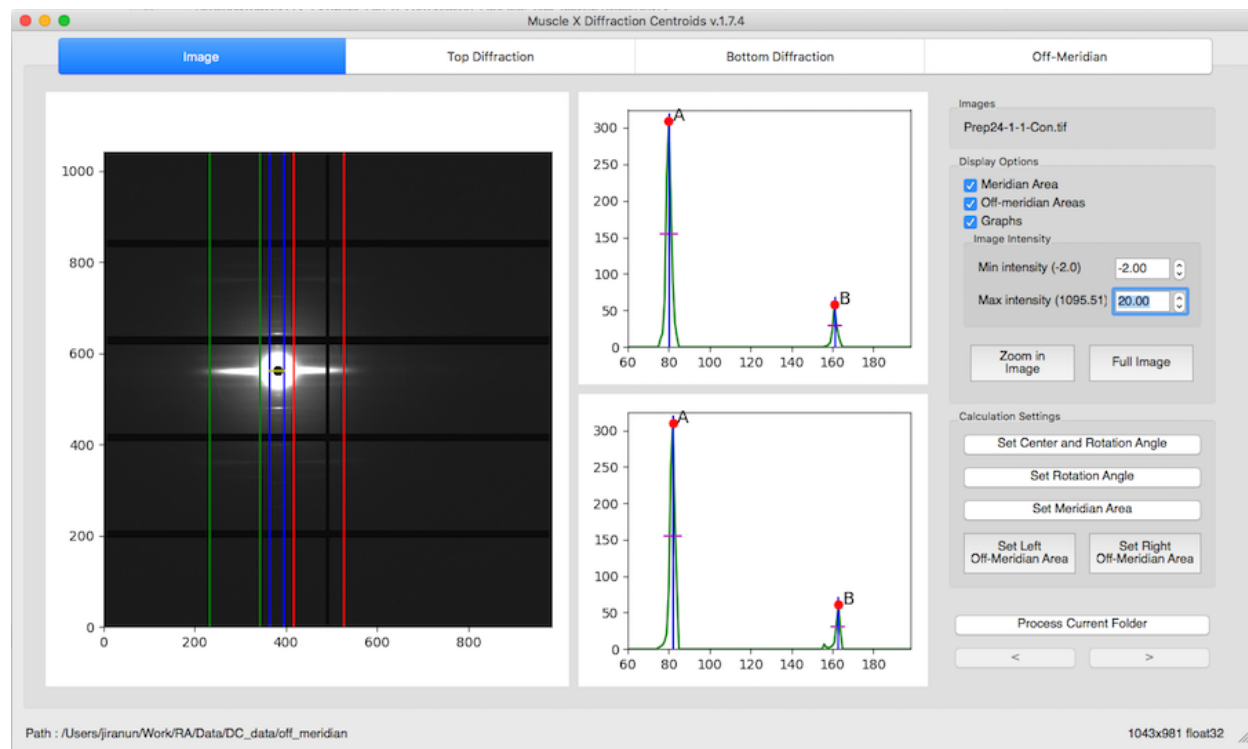 Muscle X Diffraction Centroids v.1.7.4
Image Top Diffraction Bottom Diffraction Off-Meridian
1000
800
600
400
200
0
0 200 400 600 800
300
250
200
150
100
50
0
60 80 100 120 140 160 180
A
B
300
250
200
150
100
50
0
60 80 100 120 140 160 180
A
B
Images
Prep24-1-1-Con.tif
Display Options
Meridian Area
Off-meridian Areas
Graphs
Image Intensity
Min intensity (-2.0) -2.00
Max intensity (1095.51) 20.00
Zoom in
Image
Full Image
Calculation Settings
Set Center and Rotation Angle
Set Rotation Angle
Set Meridian Area
Set Left
Off-Meridian Area
Set Right
Off-Meridian Area
Process Current Folder
< >
Path : /Users/jiranun/Work/RA/Data/DC_data/off_meridian
1043x981 float32